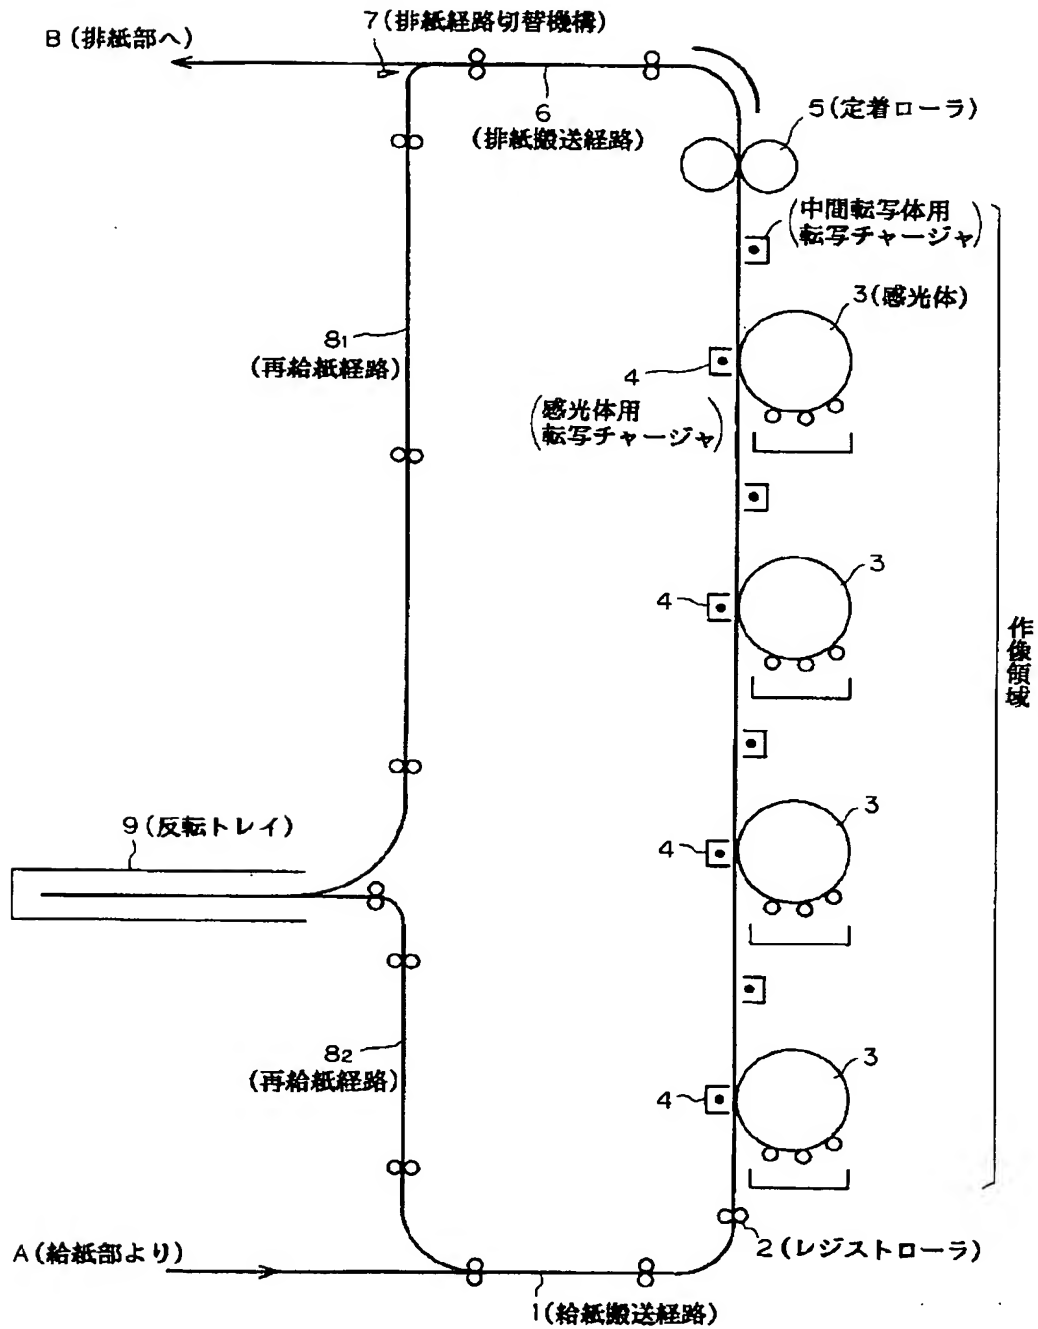 7(排紙経路切替機構)
B(排紙部へ)
6
(排紙搬送経路)
5(定着ローラ)
(中間転写体用
転写チャージャ)
3(感光体)
8₁
(再給紙経路)
4
(感光体用
転写チャージャ)
3
4
作像領域
9(反転トレイ)
3
4
8₂
(再給紙経路)
3
4
A(給紙部より)
2(レジストローラ)
1(給紙搬送経路)